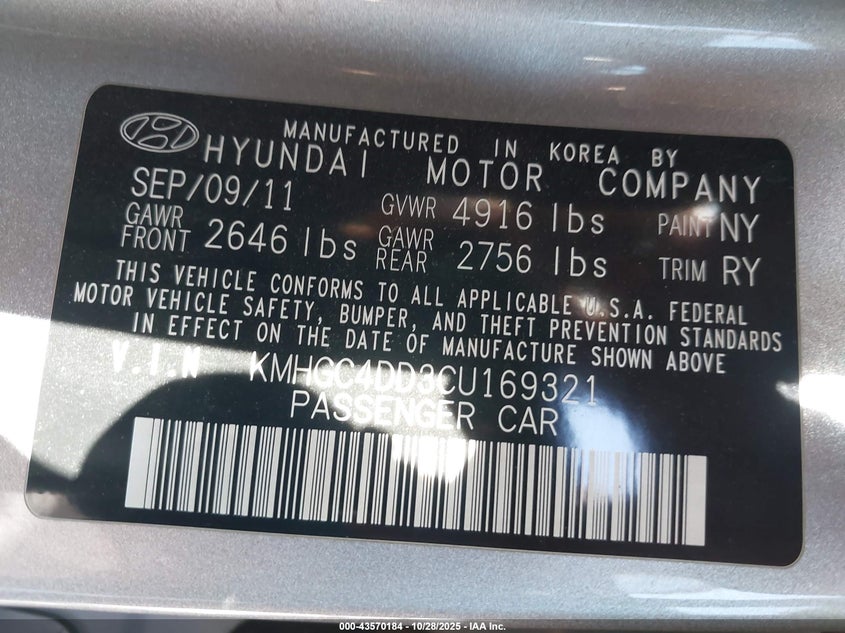 MANUFACTURED IN KOREA BY
HYUNDAI MOTOR COMPANY
SEP/09/11 GVWR 4916 lbs PAINT NY
GAWR FRONT 2646 lbs GAWR REAR 2756 lbs TRIM RY
THIS VEHICLE CONFORMS TO ALL APPLICABLE U.S.A. FEDERAL
MOTOR VEHICLE SAFETY, BUMPER, AND THEFT PREVENTION STANDARDS
IN EFFECT ON THE DATE OF MANUFACTURE SHOWN ABOVE
V.I.N KMHGC4DD3CU169321
PASSENGER CAR
000-43570184 - 10/28/2025 - IAA Inc.